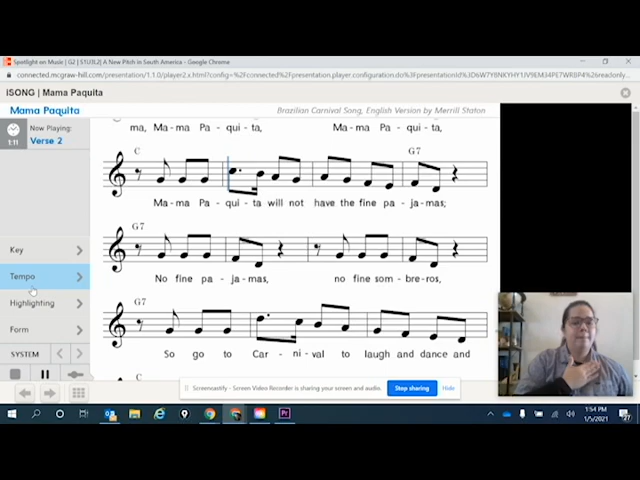 Spotlight on Music | G2 | S1U3L2| A New Pitch in South America - Google Chrome
iSONG | Mama Paquita
Mama Paquita
Brazilian Carnival Song, English Version by Merrill Staton
Now Playing:
Verse 2
1:11
ma, Ma-ma Pa - qui - ta, Ma-ma Pa - qui - ta,
C G7
Ma-ma Pa - qui - ta will not have the fine pa - ja-mas;
G7
No fine pa - ja-mas, no fine som - bre-ros,
G7
So go to Car - ni - val to laugh and dance and
C
Key
Tempo
Highlighting
Form
SYSTEM
Screencastify - Screen Video Recorder is sharing your screen and audio.
Stop sharing
Hide
1:54 PM
1/5/2021